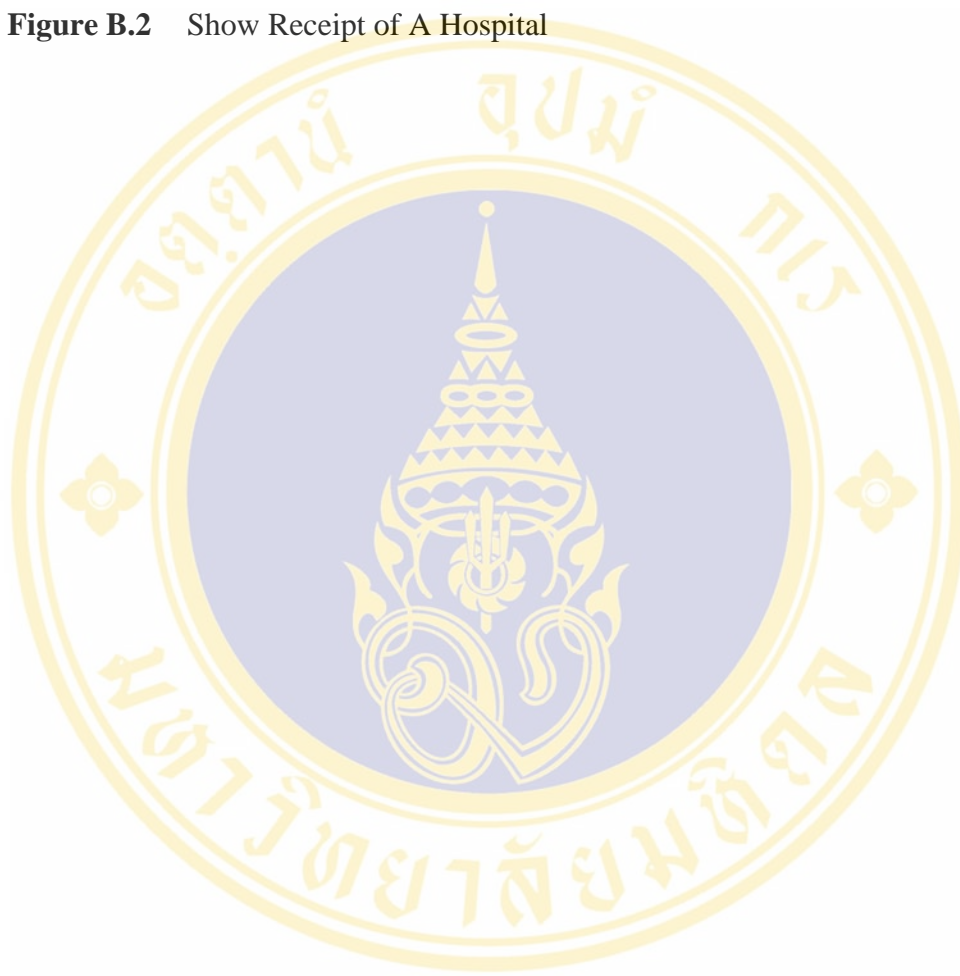 Figure B.2 Show Receipt of A Hospital
อตฺตานํ อุปมํ กเร
มหาวิทยาลัยมหิดล